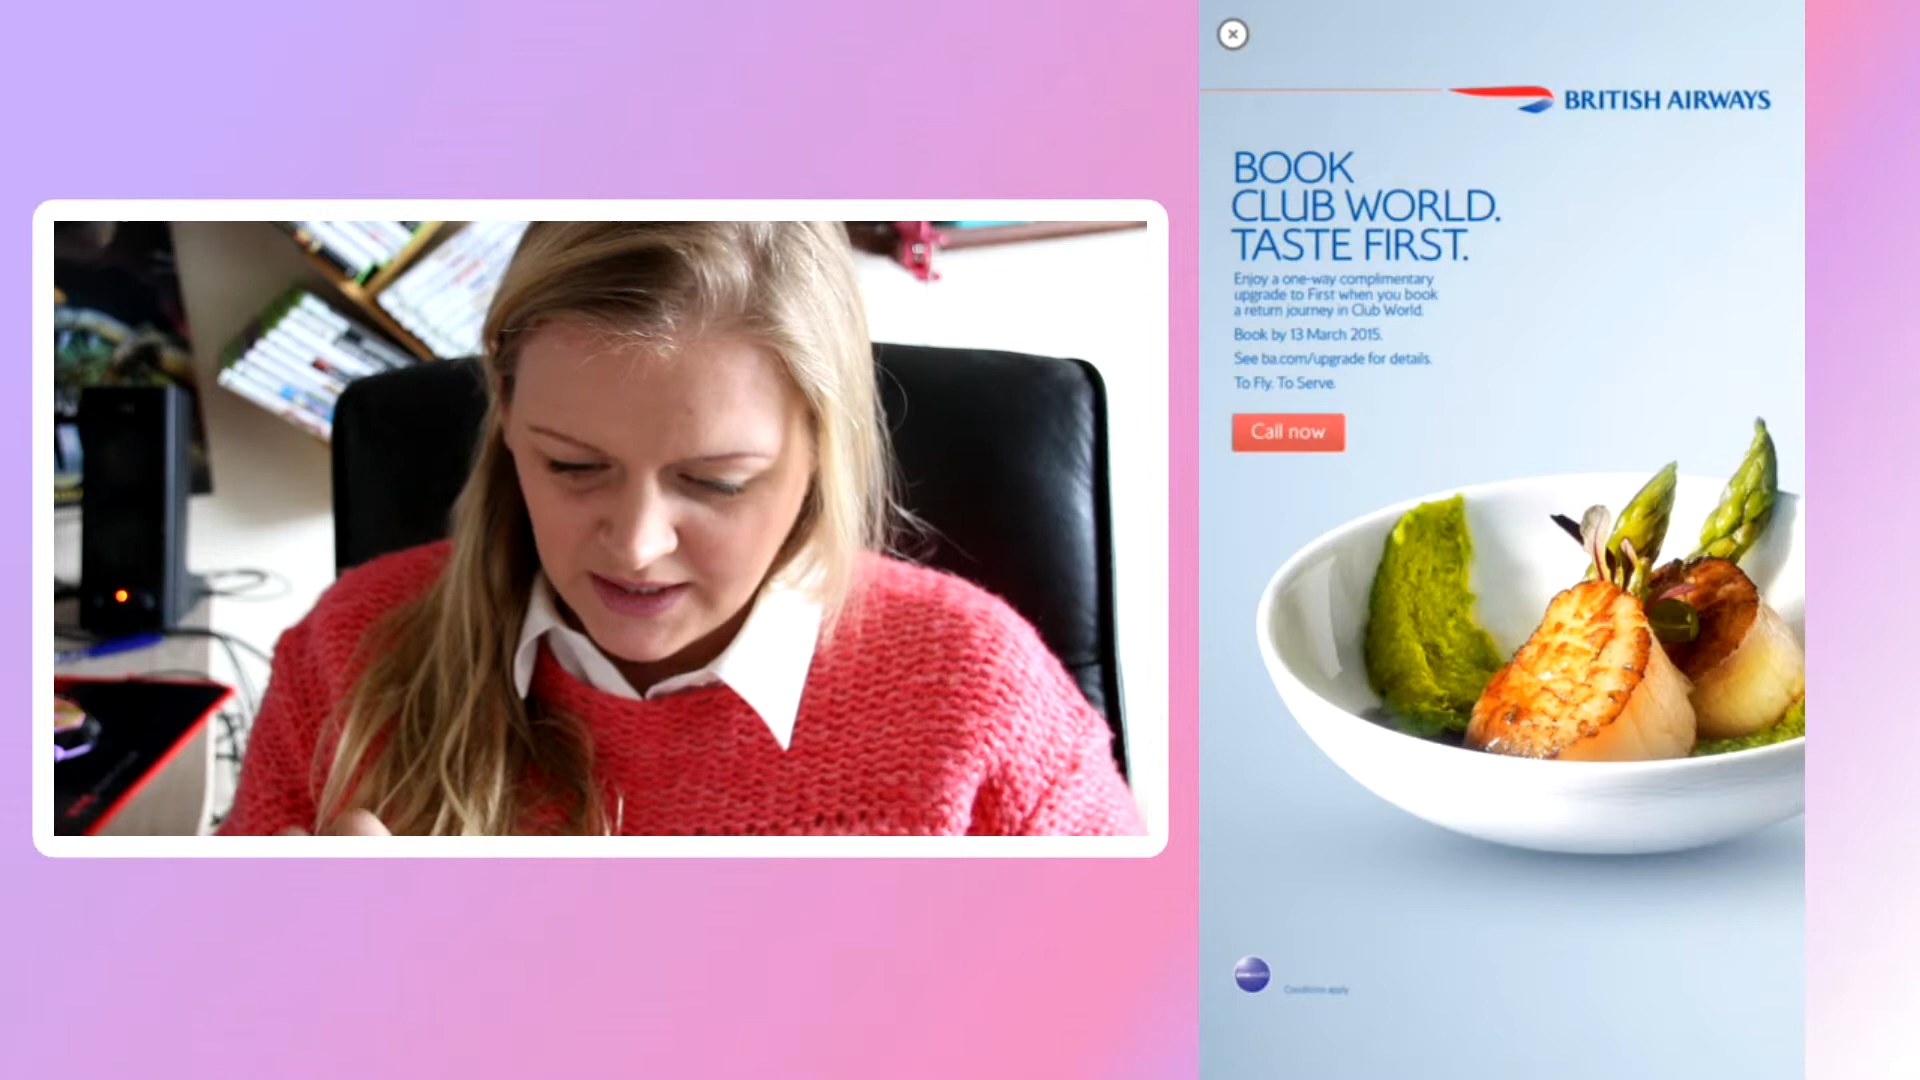 BRITISH AIRWAYS
BOOK
CLUB WORLD.
TASTE FIRST.
Enjoy a one-way complimentary
upgrade to First when you book
a return journey in Club World.
Book by 13 March 2015.
See ba.com/upgrade for details.
To Fly. To Serve.
Call now
Conditions apply